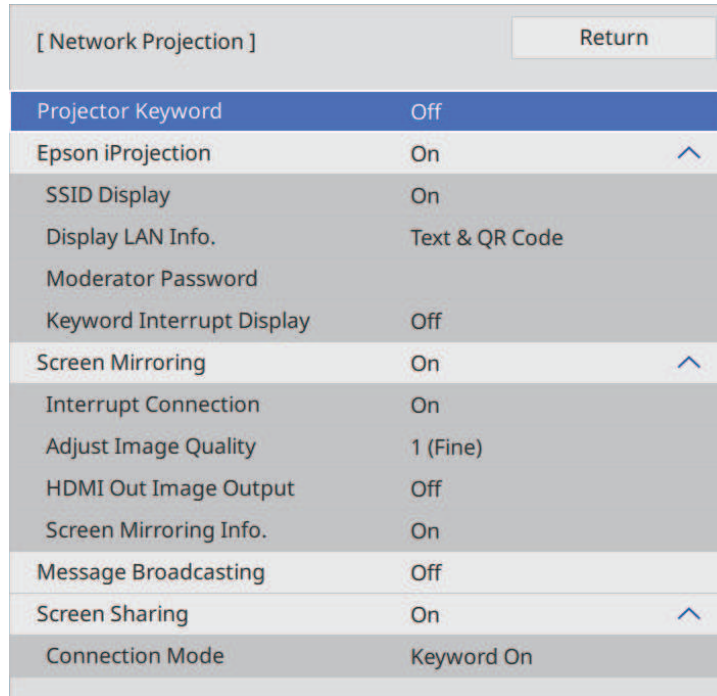 [ Network Projection ] Return
Projector Keyword Off
Epson iProjection On
SSID Display On
Display LAN Info. Text & QR Code
Moderator Password
Keyword Interrupt Display Off
Screen Mirroring On
Interrupt Connection On
Adjust Image Quality 1 (Fine)
HDMI Out Image Output Off
Screen Mirroring Info. On
Message Broadcasting Off
Screen Sharing On
Connection Mode Keyword On